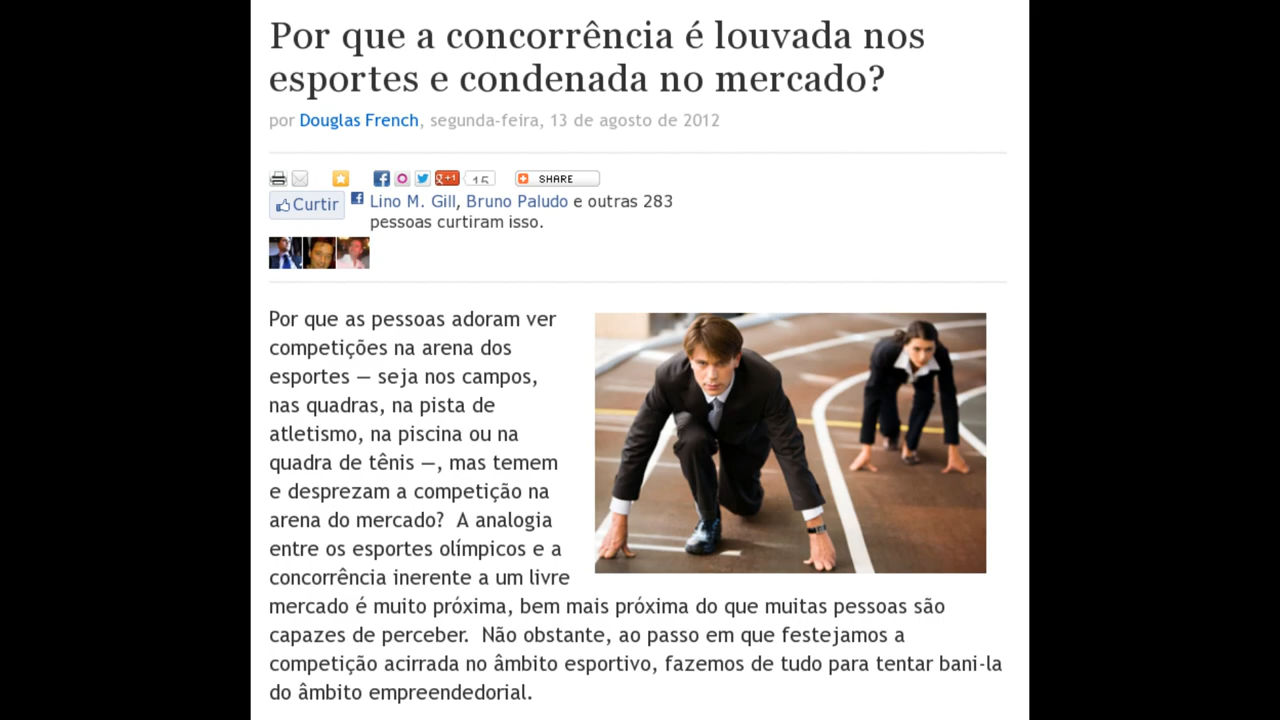 Por que a concorrência é louvada nos
esportes e condenada no mercado?
por Douglas French, segunda-feira, 13 de agosto de 2012
+1 15 SHARE
Curtir Lino M. Gill, Bruno Paludo e outras 283
pessoas curtiram isso.
Por que as pessoas adoram ver
competições na arena dos
esportes — seja nos campos,
nas quadras, na pista de
atletismo, na piscina ou na
quadra de tênis —, mas temem
e desprezam a competição na
arena do mercado?  A analogia
entre os esportes olímpicos e a
concorrência inerente a um livre
mercado é muito próxima, bem mais próxima do que muitas pessoas são
capazes de perceber.  Não obstante, ao passo em que festejamos a
competição acirrada no âmbito esportivo, fazemos de tudo para tentar bani-la
do âmbito empreendedorial.